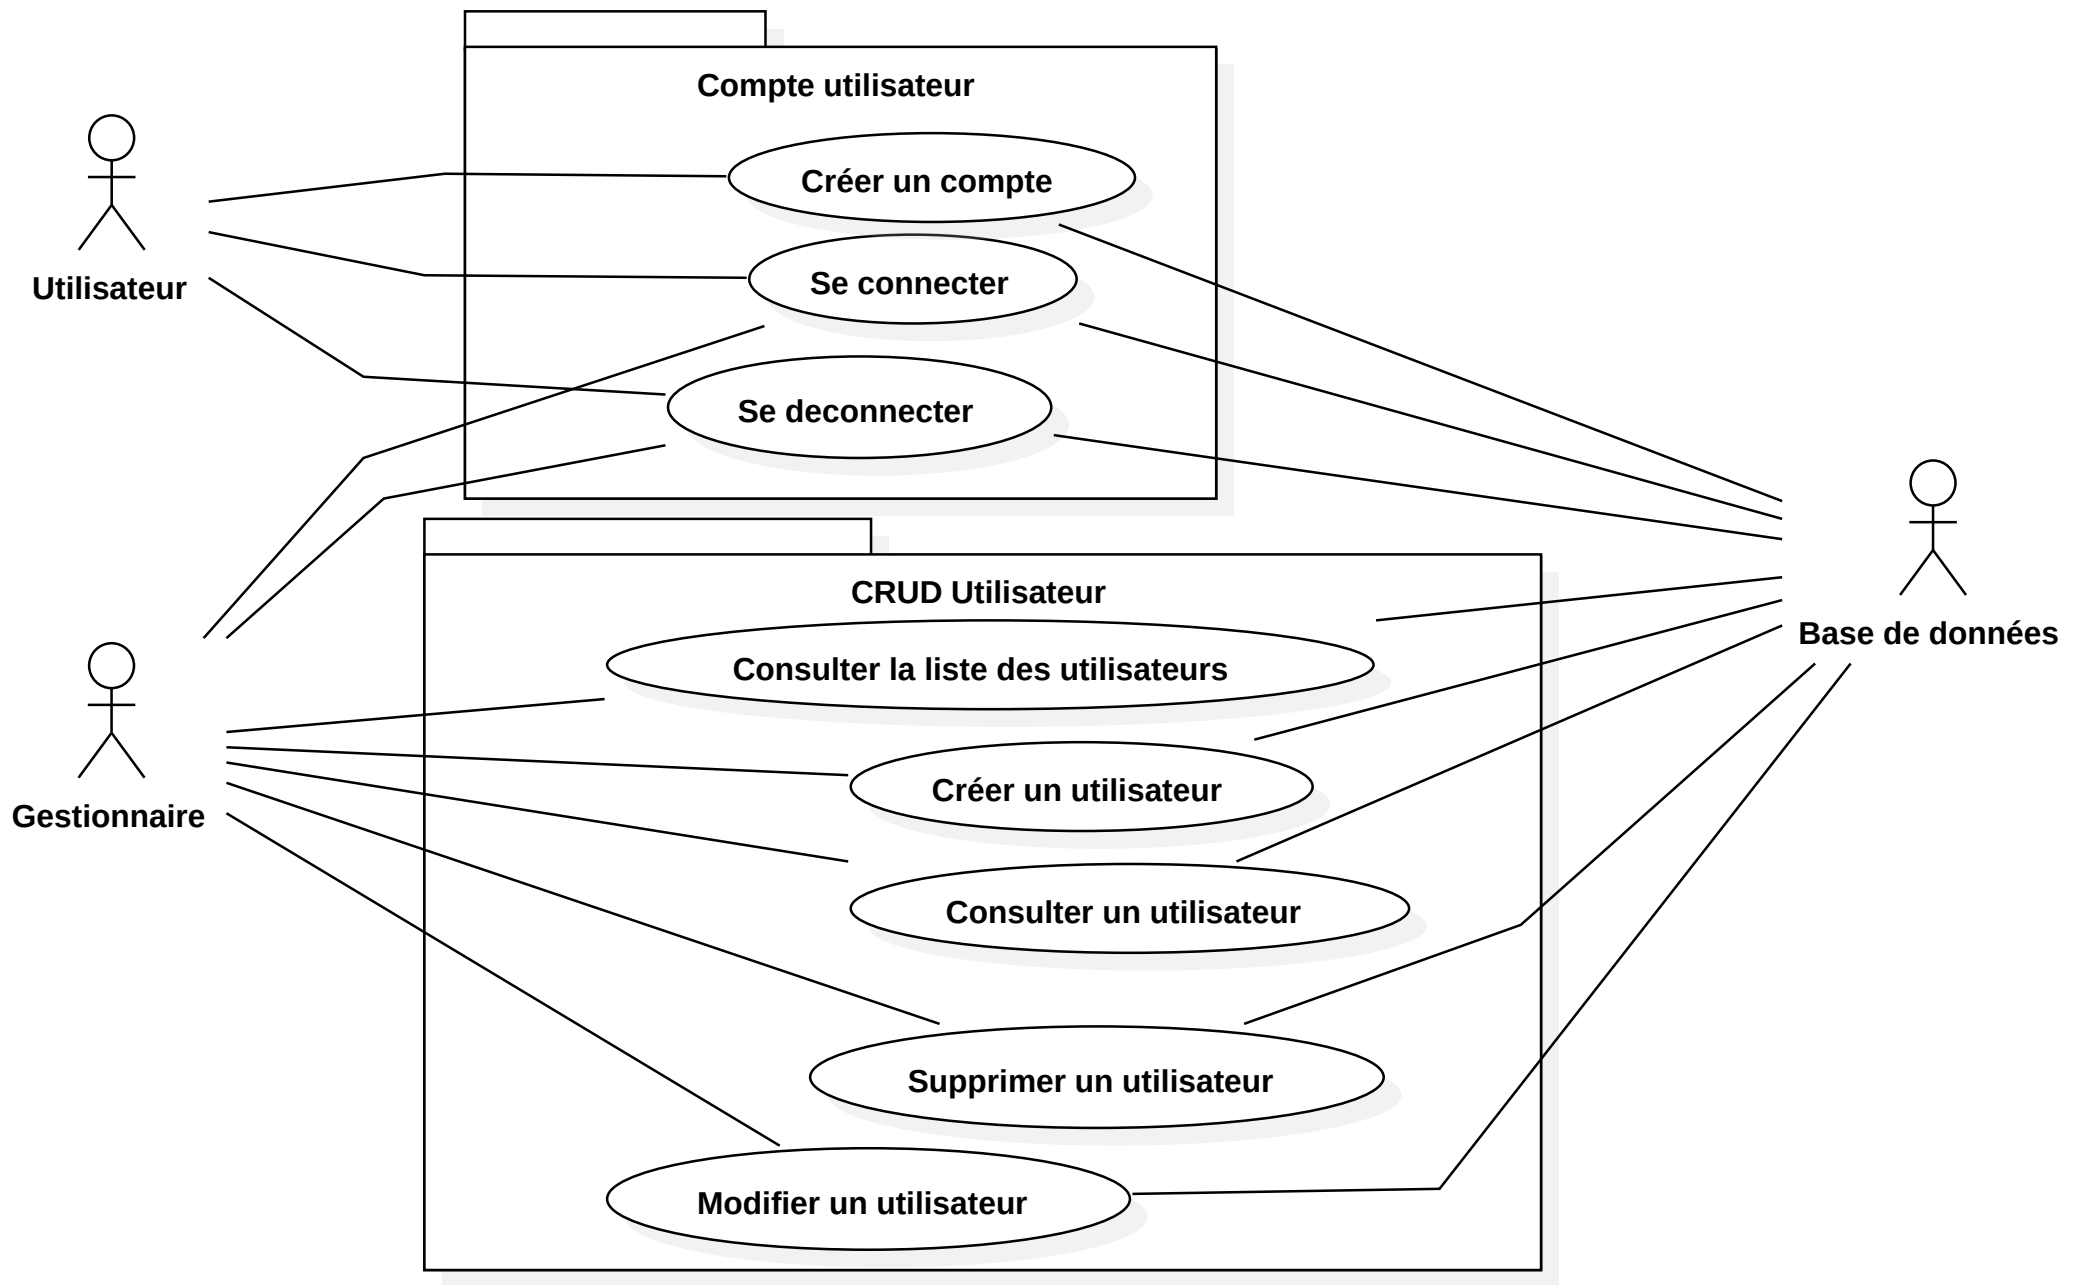 Compte utilisateur
Créer un compte
Se connecter
Utilisateur
Se deconnecter
CRUD Utilisateur
Base de données
Consulter la liste des utilisateurs
Créer un utilisateur
Gestionnaire
Consulter un utilisateur
Supprimer un utilisateur
Modifier un utilisateur